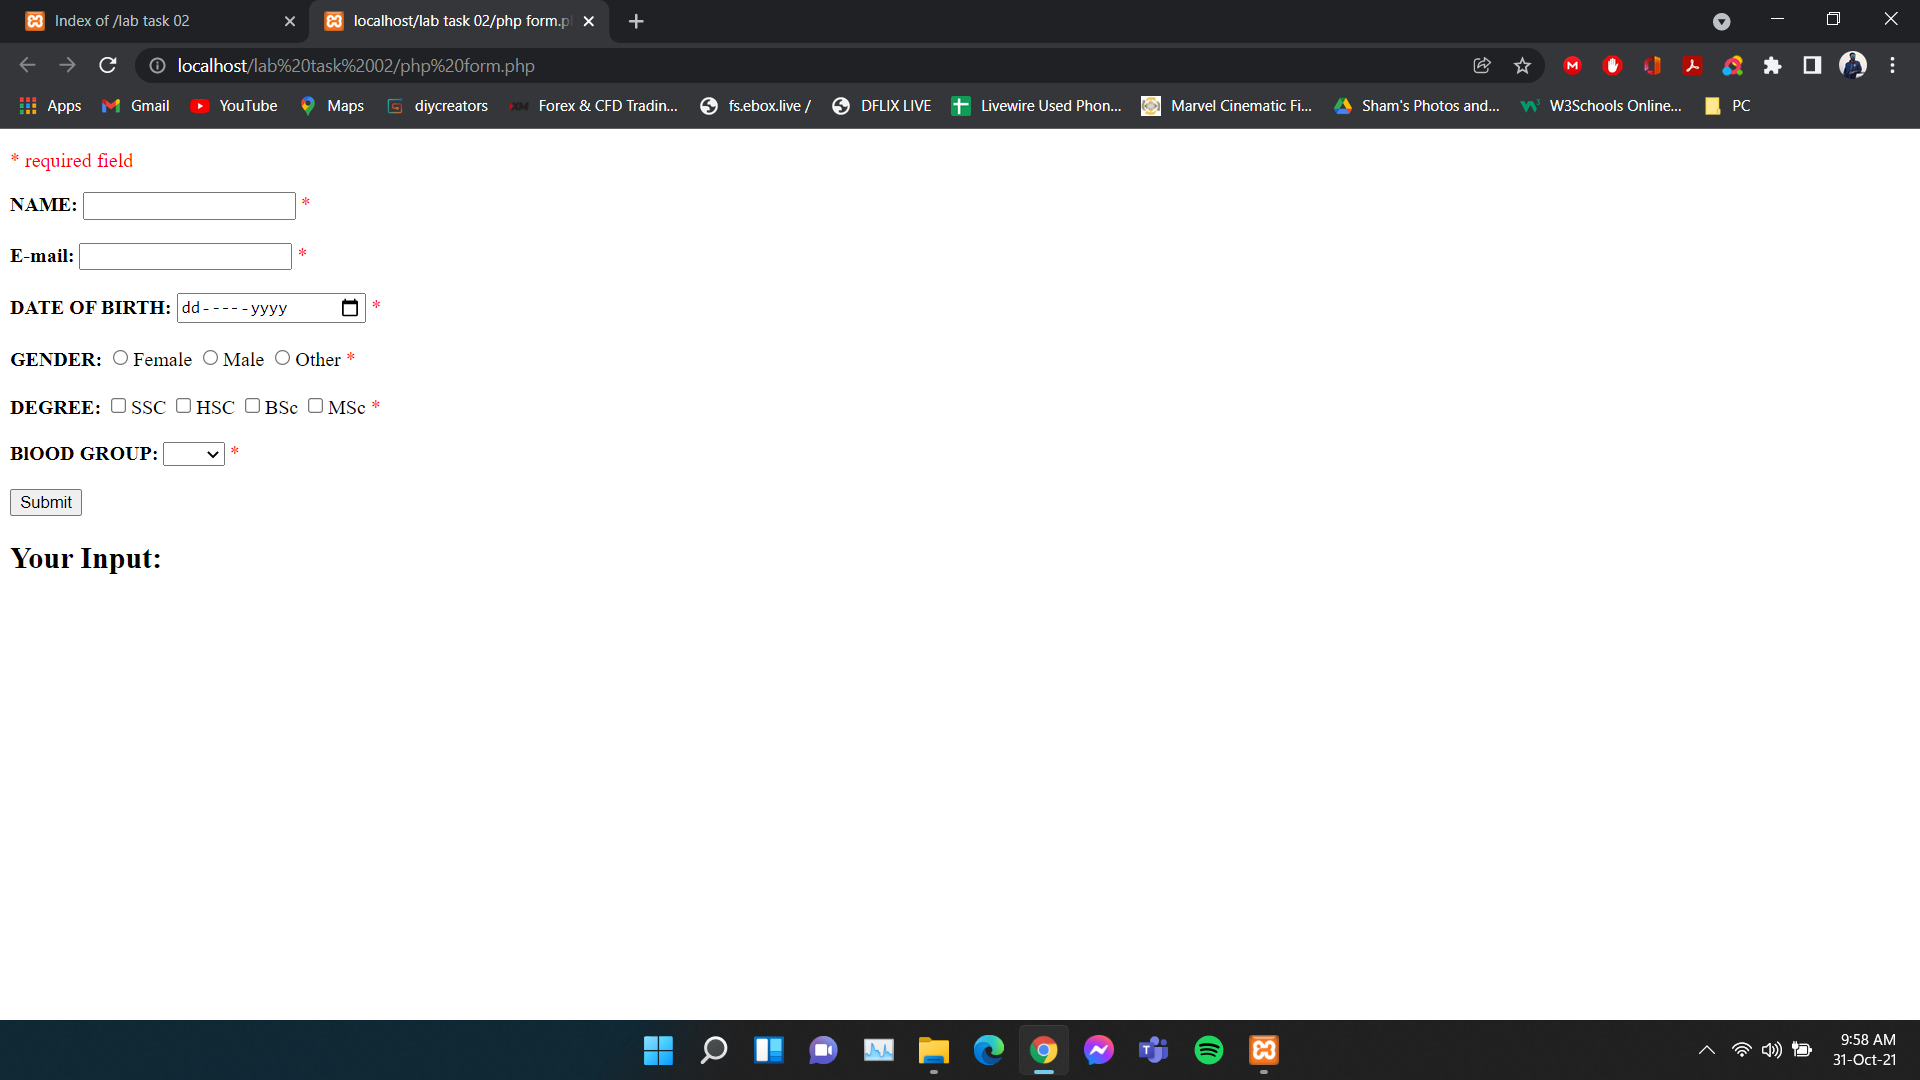 Index of /lab task 02
localhost/lab task 02/php form.p
localhost/lab%20task%2002/php%20form.php
Apps Gmail YouTube Maps diycreators Forex & CFD Tradin... fs.ebox.live / DFLIX LIVE Livewire Used Phon... Marvel Cinematic Fi... Sham's Photos and... W3Schools Online... PC
* required field
NAME: *
E-mail: *
DATE OF BIRTH: dd-----yyyy *
GENDER: Female Male Other *
DEGREE: SSC HSC BSc MSc *
BlOOD GROUP: *
Submit
Your Input:
9:58 AM
31-Oct-21